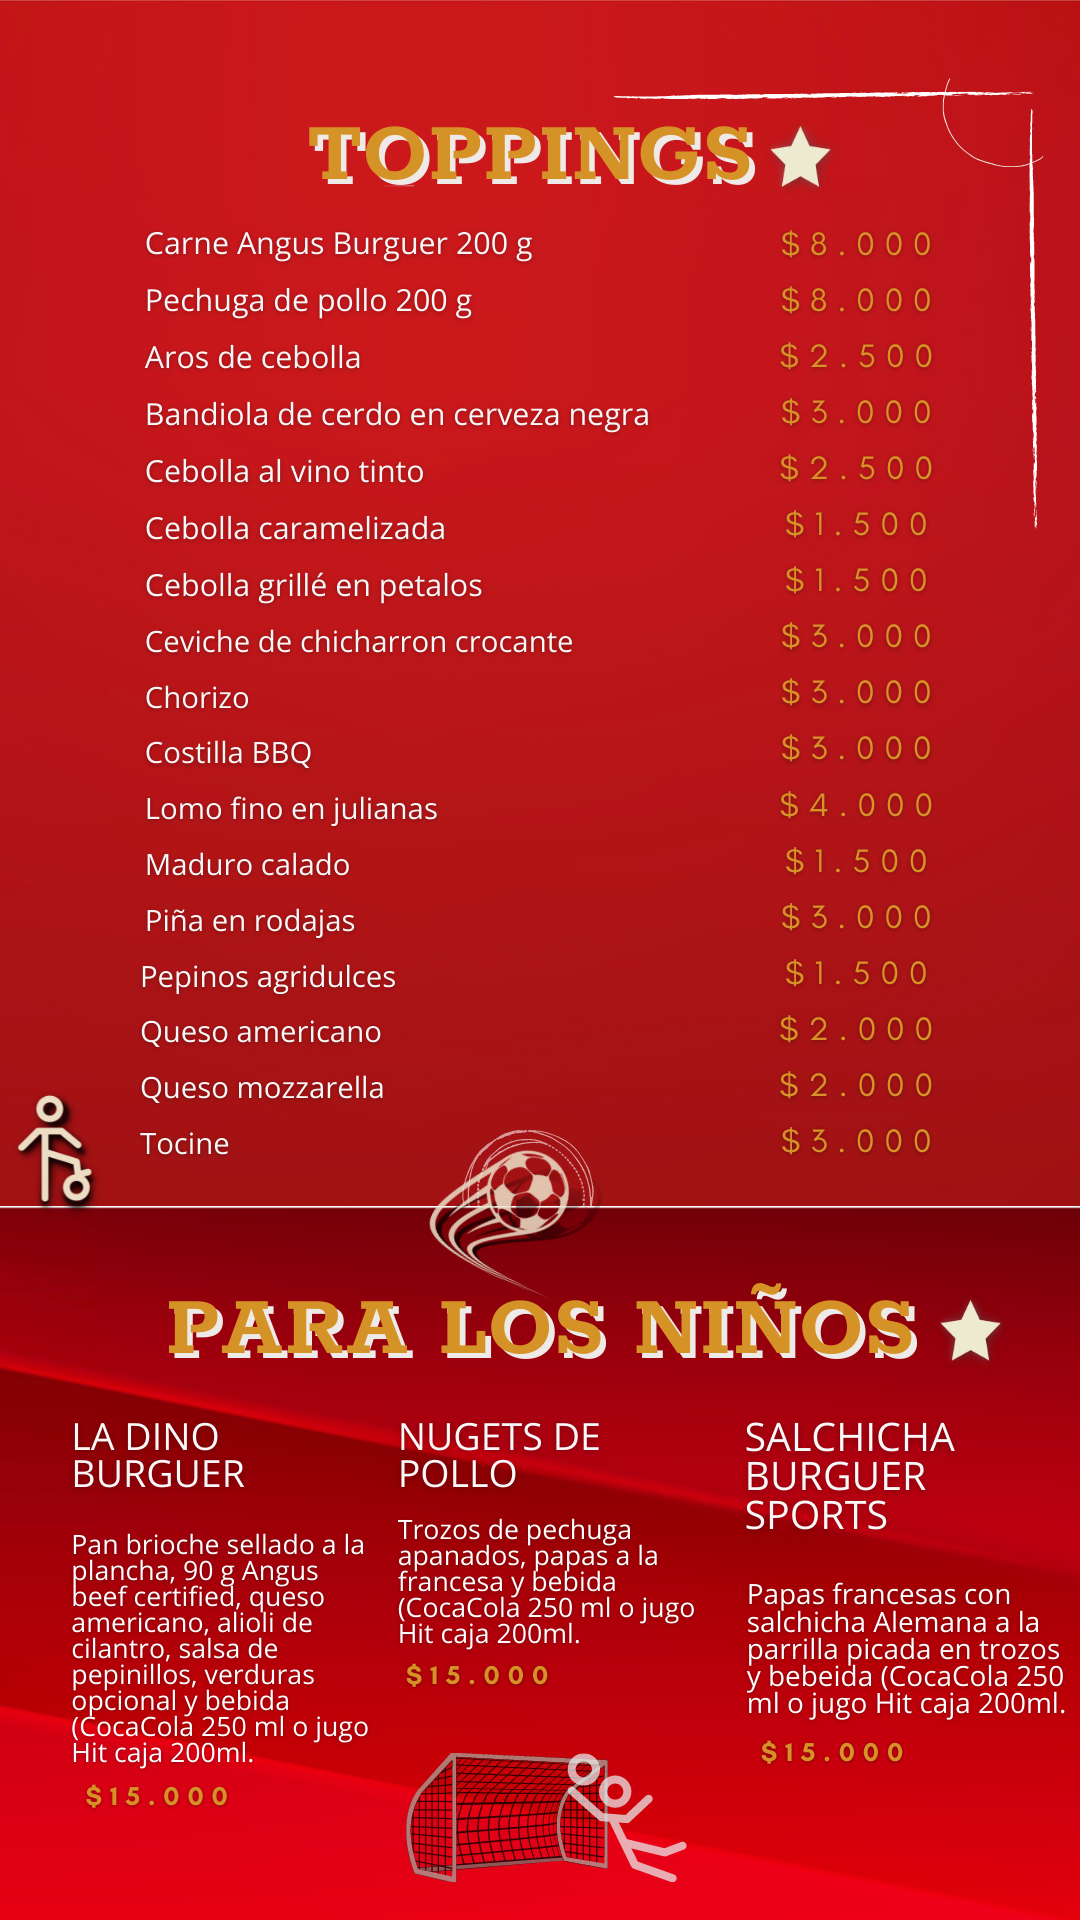 TOPPINGS
Carne Angus Burguer 200 g $8.000
Pechuga de pollo 200 g $8.000
Aros de cebolla $2.500
Bandiola de cerdo en cerveza negra $3.000
Cebolla al vino tinto $2.500
Cebolla caramelizada $1.500
Cebolla grillé en petalos $1.500
Ceviche de chicharron crocante $3.000
Chorizo $3.000
Costilla BBQ $3.000
Lomo fino en julianas $4.000
Maduro calado $1.500
Piña en rodajas $3.000
Pepinos agridulces $1.500
Queso americano $2.000
Queso mozzarella $2.000
Tocine $3.000
PARA LOS NIÑOS
LA DINO
BURGUER
Pan brioche sellado a la
plancha, 90 g Angus
beef certified, queso
americano, alioli de
cilantro, salsa de
pepinillos, verduras
opcional y bebida
(CocaCola 250 ml o jugo
Hit caja 200ml.
$15.000
NUGETS DE
POLLO
Trozos de pechuga
apanados, papas a la
francesa y bebida
(CocaCola 250 ml o jugo
Hit caja 200ml.
$15.000
SALCHICHA
BURGUER
SPORTS
Papas francesas con
salchicha Alemana a la
parrilla picada en trozos
y bebeida (CocaCola 250
ml o jugo Hit caja 200ml.
$15.000